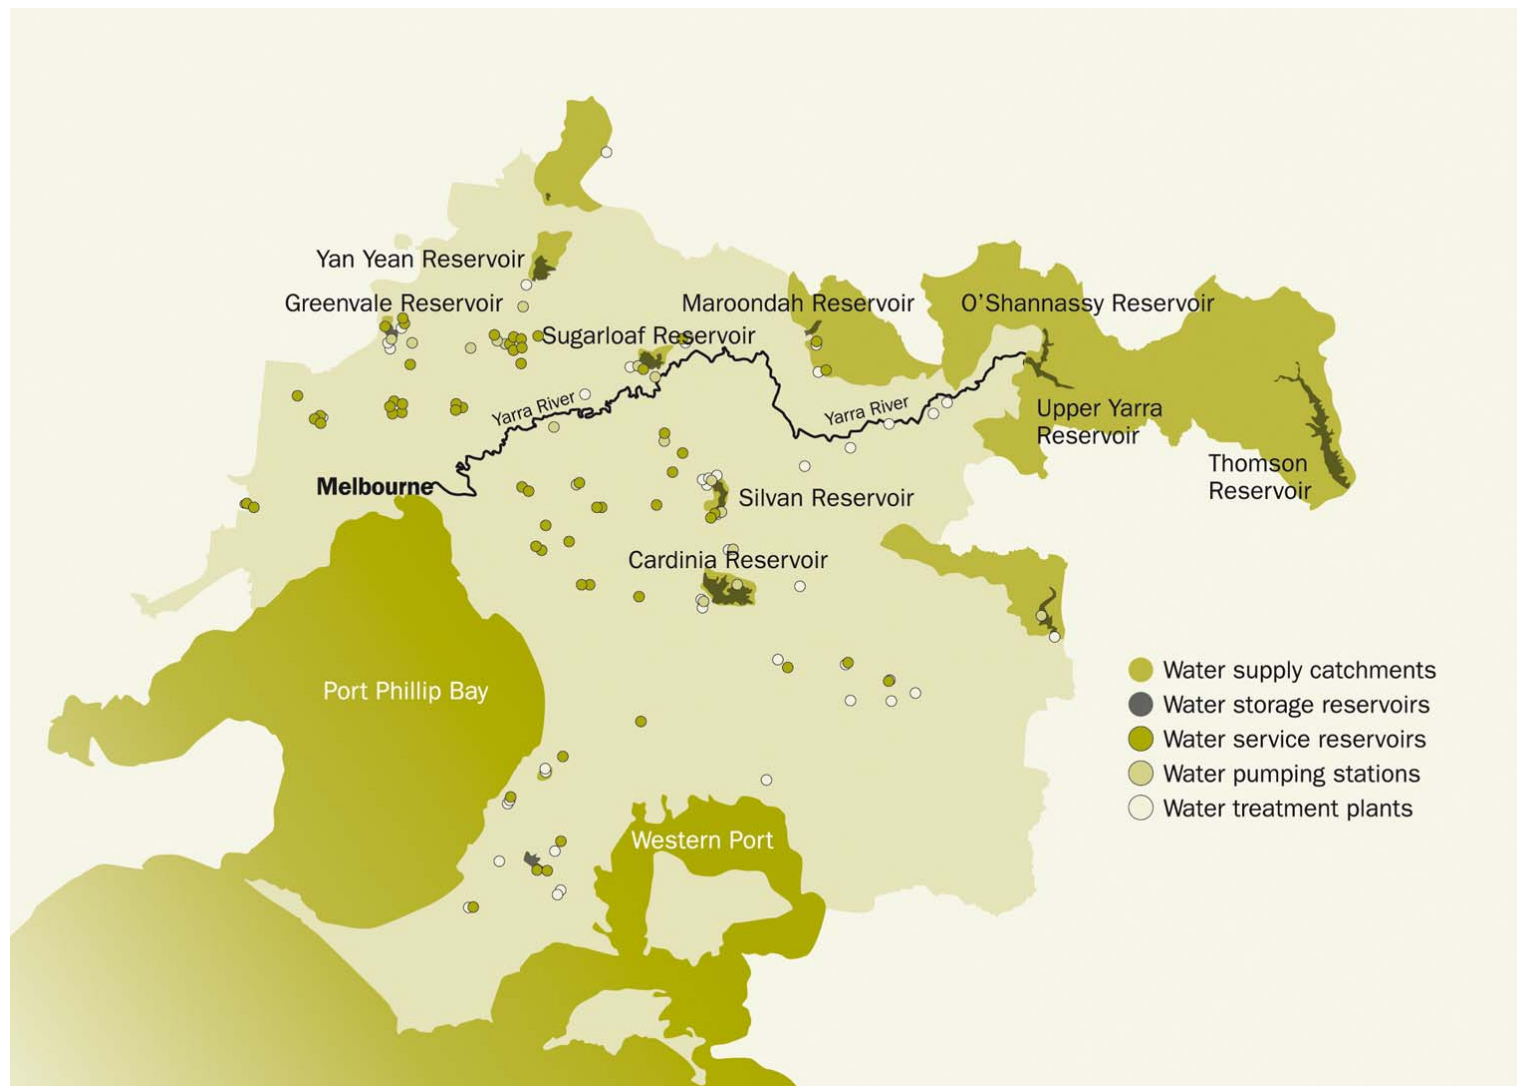 Yan Yean Reservoir
Greenvale Reservoir
Maroondah Reservoir
O’Shannassy Reservoir
Sugarloaf Reservoir
Yarra River
Yarra River
Upper Yarra
Reservoir
Thomson
Reservoir
Melbourne
Silvan Reservoir
Cardinia Reservoir
Port Phillip Bay
Western Port
Water supply catchments
Water storage reservoirs
Water service reservoirs
Water pumping stations
Water treatment plants